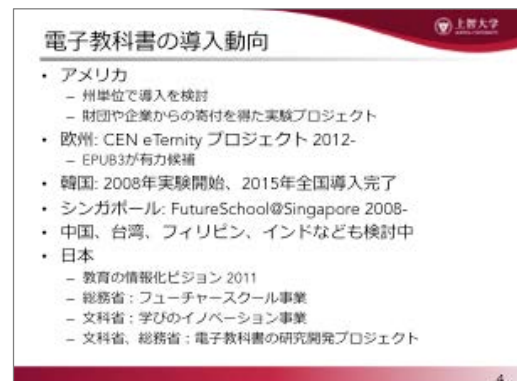 上智大学
電子教科書の導入動向
• アメリカ
– 州単位で導入を検討
– 財団や企業からの寄付を得た実験プロジェクト
• 欧州: CEN eTernity プロジェクト 2012-
– EPUB3が有力候補
• 韓国: 2008年実験開始、2015年全国導入完了
• シンガポール: FutureSchool@Singapore 2008-
• 中国、台湾、フィリピン、インドなども検討中
• 日本
– 教育の情報化ビジョン 2011
– 総務省：フューチャースクール事業
– 文科省：学びのイノベーション事業
– 文科省、総務省：電子教科書の研究開発プロジェクト
4